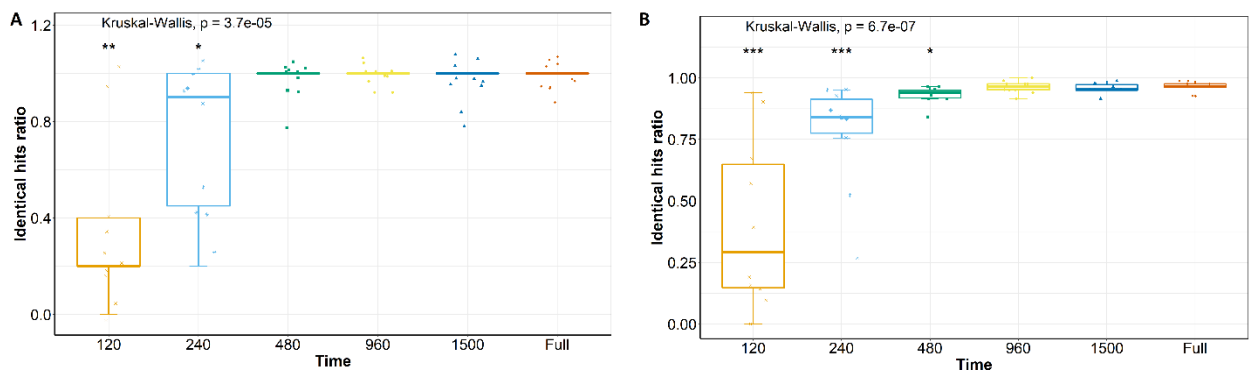 A
Kruskal-Wallis, p = 3.7e-05
** *
1.2
0.8
0.4
0.0
Identical hits ratio
120 240 480 960 1500 Full
Time
B
Kruskal-Wallis, p = 6.7e-07
*** *** *
1.00
0.75
0.50
0.25
0.00
Identical hits ratio
120 240 480 960 1500 Full
Time